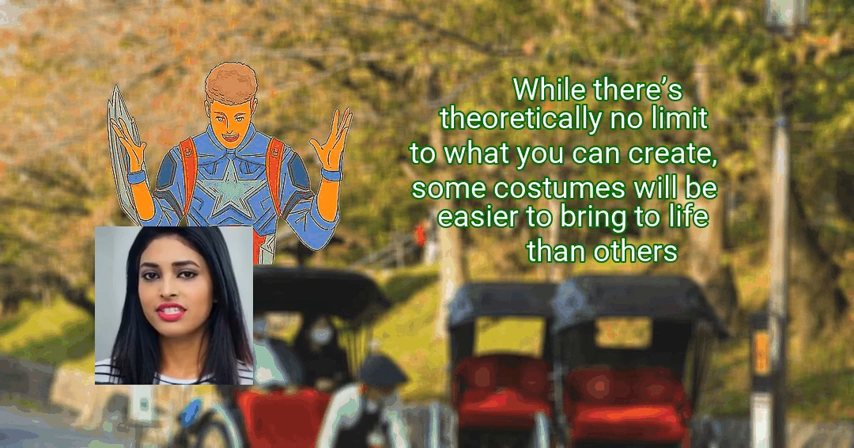 While there’s
theoretically no limit
to what you can create,
some costumes will be
easier to bring to life
than others